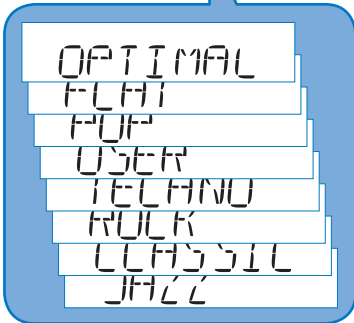 OPTIMAL
FLAT
POP
USER
TECHNO
ROCK
CLASSIC
JAZZ